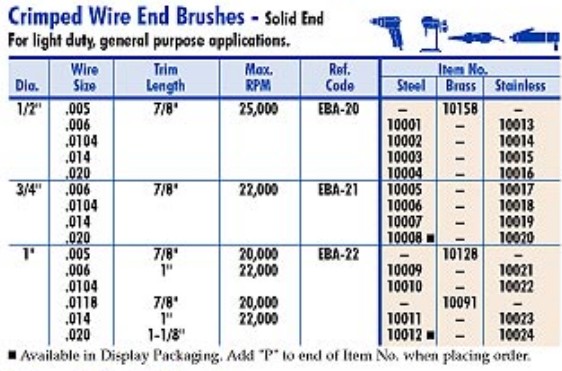 Crimped Wire End Brushes - Solid End
For light duty, general purpose applications.
Wire Trim Max. Ref. Item No.
Dia. Size Length RPM Code Steel Brass Stainless
1/2" .005 7/8" 25,000 EBA-20 – 10158 –
.006 10001 – 10013
.0104 10002 – 10014
.014 10003 – 10015
.020 10004 – 10016
3/4" .006 7/8" 22,000 EBA-21 10005 – 10017
.0104 10006 – 10018
.014 10007 – 10019
.020 10008 ■ – 10020
1" .005 7/8" 20,000 EBA-22 – 10128 –
.006 1" 22,000 10009 – 10021
.0104 10010 – 10022
.0118 7/8" 20,000 – 10091 –
.014 1" 22,000 10011 – 10023
.020 1-1/8" 10012 ■ – 10024
■ Available in Display Packaging. Add "P" to end of Item No. when placing order.